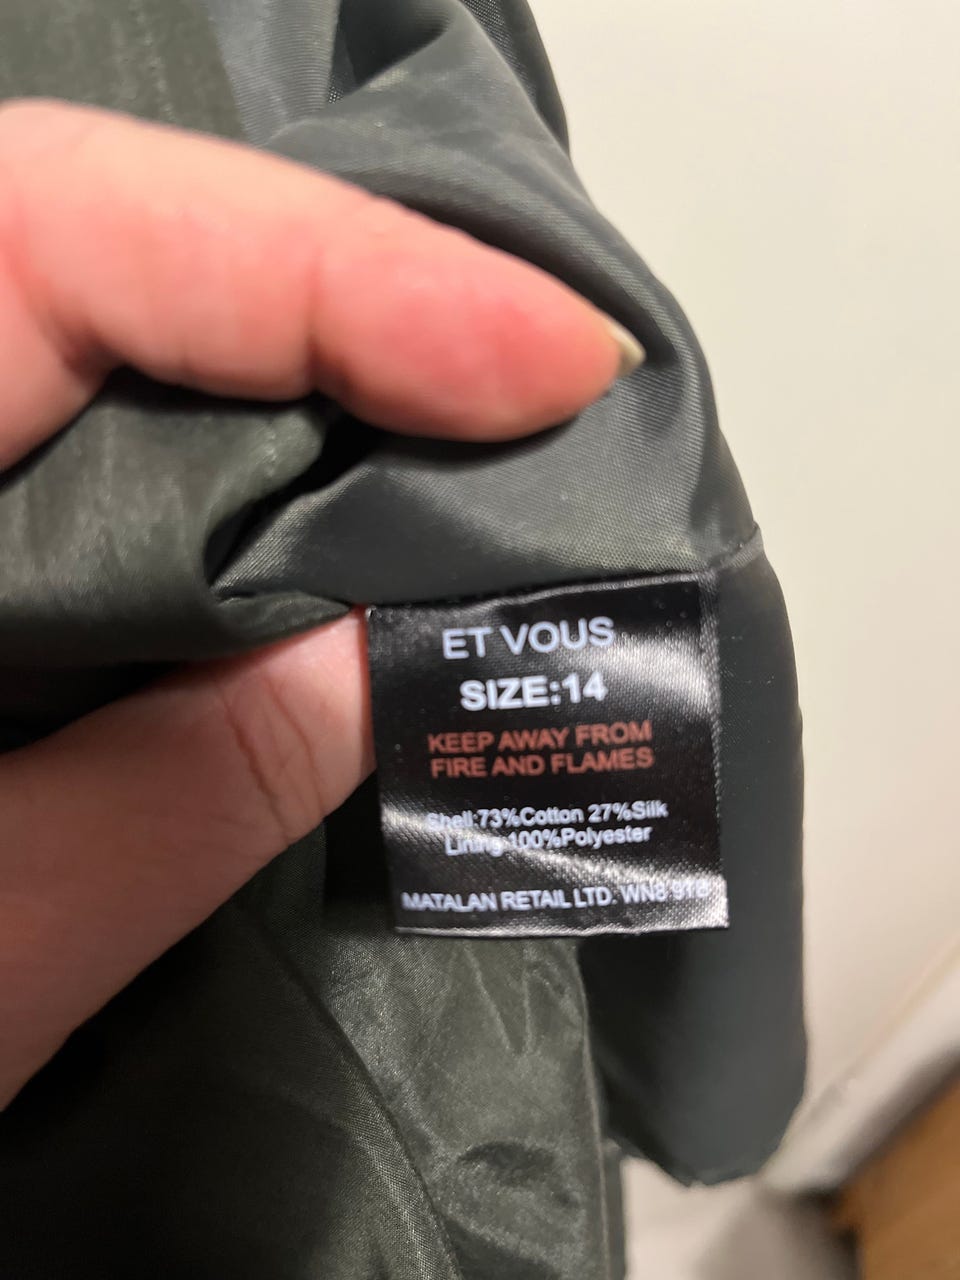 ET VOUS
SIZE:14
KEEP AWAY FROM
FIRE AND FLAMES
Shell:73%Cotton 27%Silk
Lining:100%Polyester
MATALAN RETAIL LTD. WN8